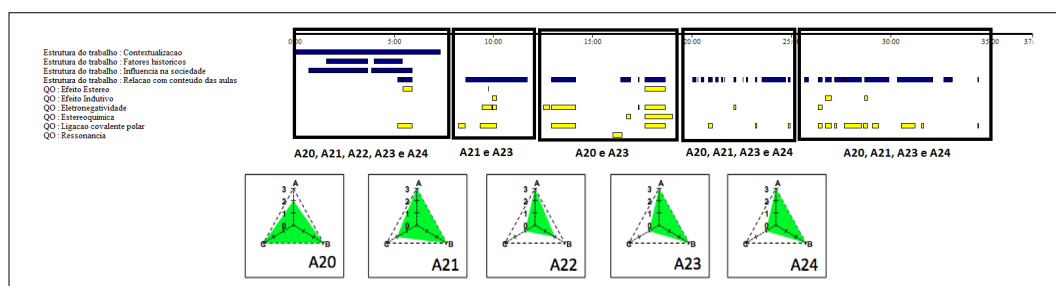 0:00 5:00 10:00 15:00 20:00 25:00 30:00 35:00 37:
Estrutura do trabalho : Contextualizacao
Estrutura do trabalho : Fatores historicos
Estrutura do trabalho : Influencia na sociedade
Estrutura do trabalho : Relacao com conteudo das aulas
QO : Efeito Estereo
QO : Efeito Indutivo
QO : Eletronegatividade
QO : Estereoquimica
QO : Ligacao covalente polar
QO : Ressonancia
A20, A21, A22, A23 e A24 A21 e A23 A20 e A23 A20, A21, A23 e A24 A20, A21, A23 e A24
A A A A A
3 3 3 3 3
2 2 2 2 2
1 1 1 1 1
0 0 0 0 0
C B C B C B C B C B
A20 A21 A22 A23 A24